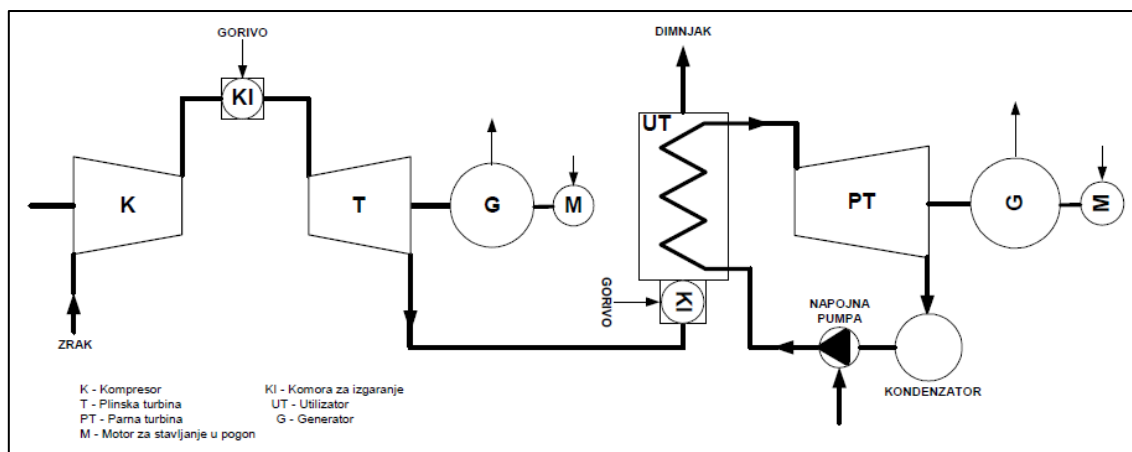 GORIVO
KI
K
T
G
M
ZRAK
DIMNJAK
UT
PT
G
M
GORIVO
KI
NAPOJNA
PUMPA
KONDENZATOR
K - Kompresor
T - Plinska turbina
PT - Parna turbina
M - Motor za stavljanje u pogon
KI - Komora za izgaranje
UT - Utilizator
G - Generator